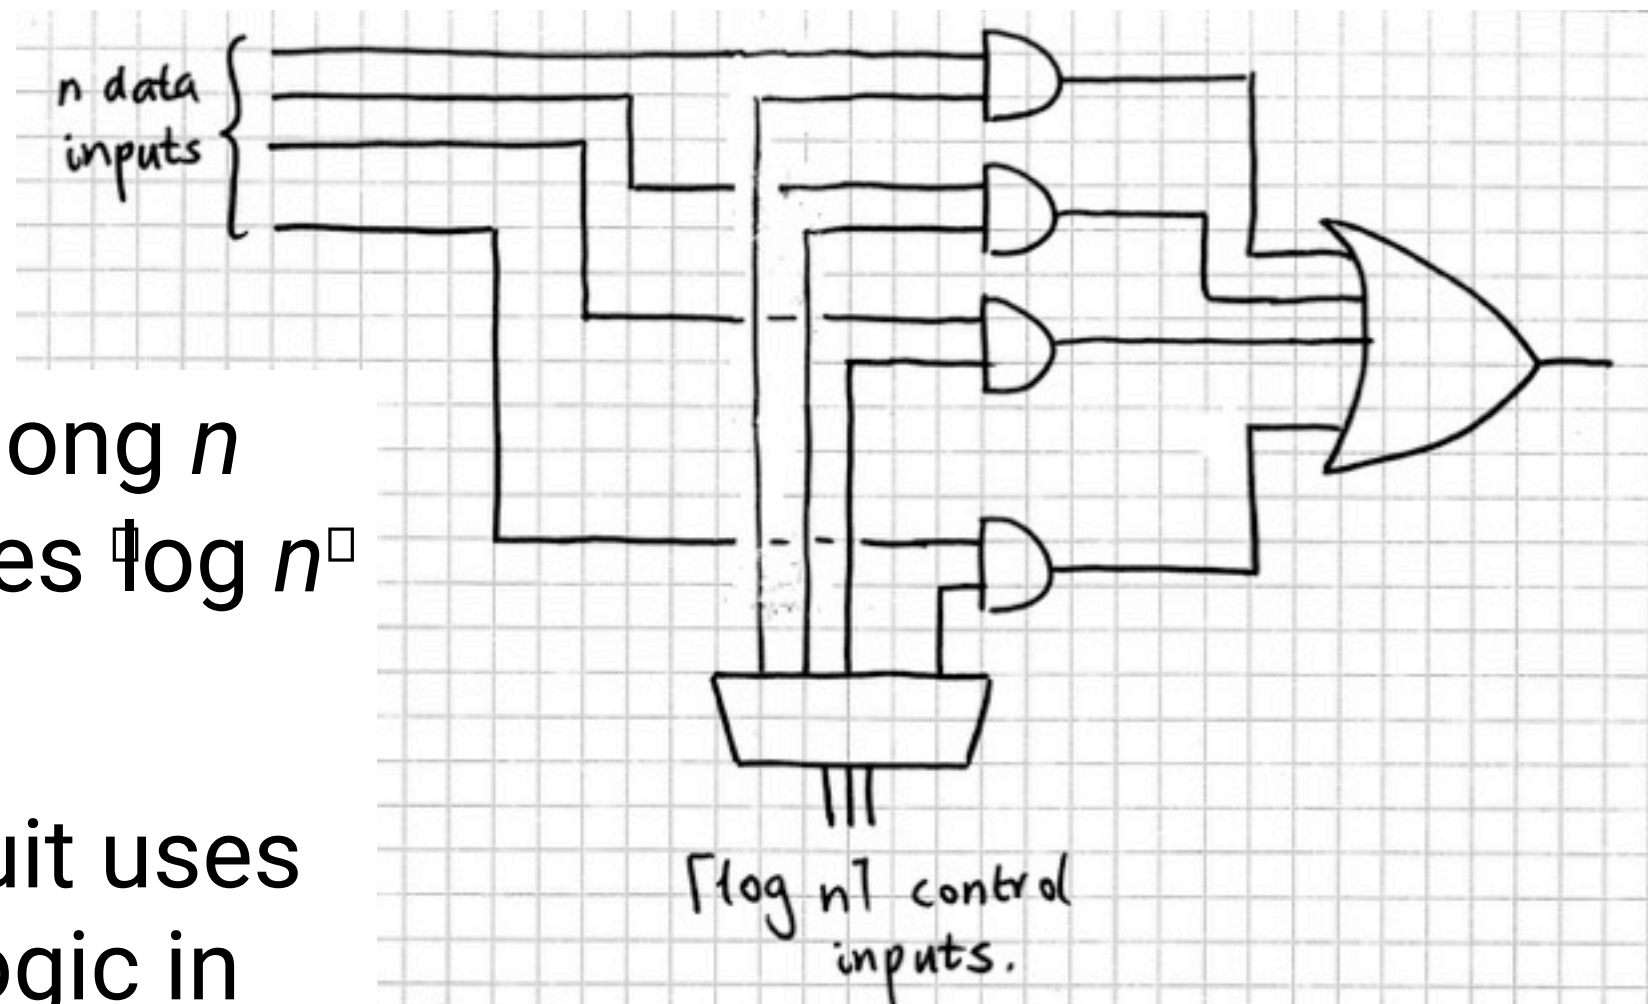 n data
inputs
ong n
es log n
uit uses
ogic in
⌈log n⌉ control
inputs.